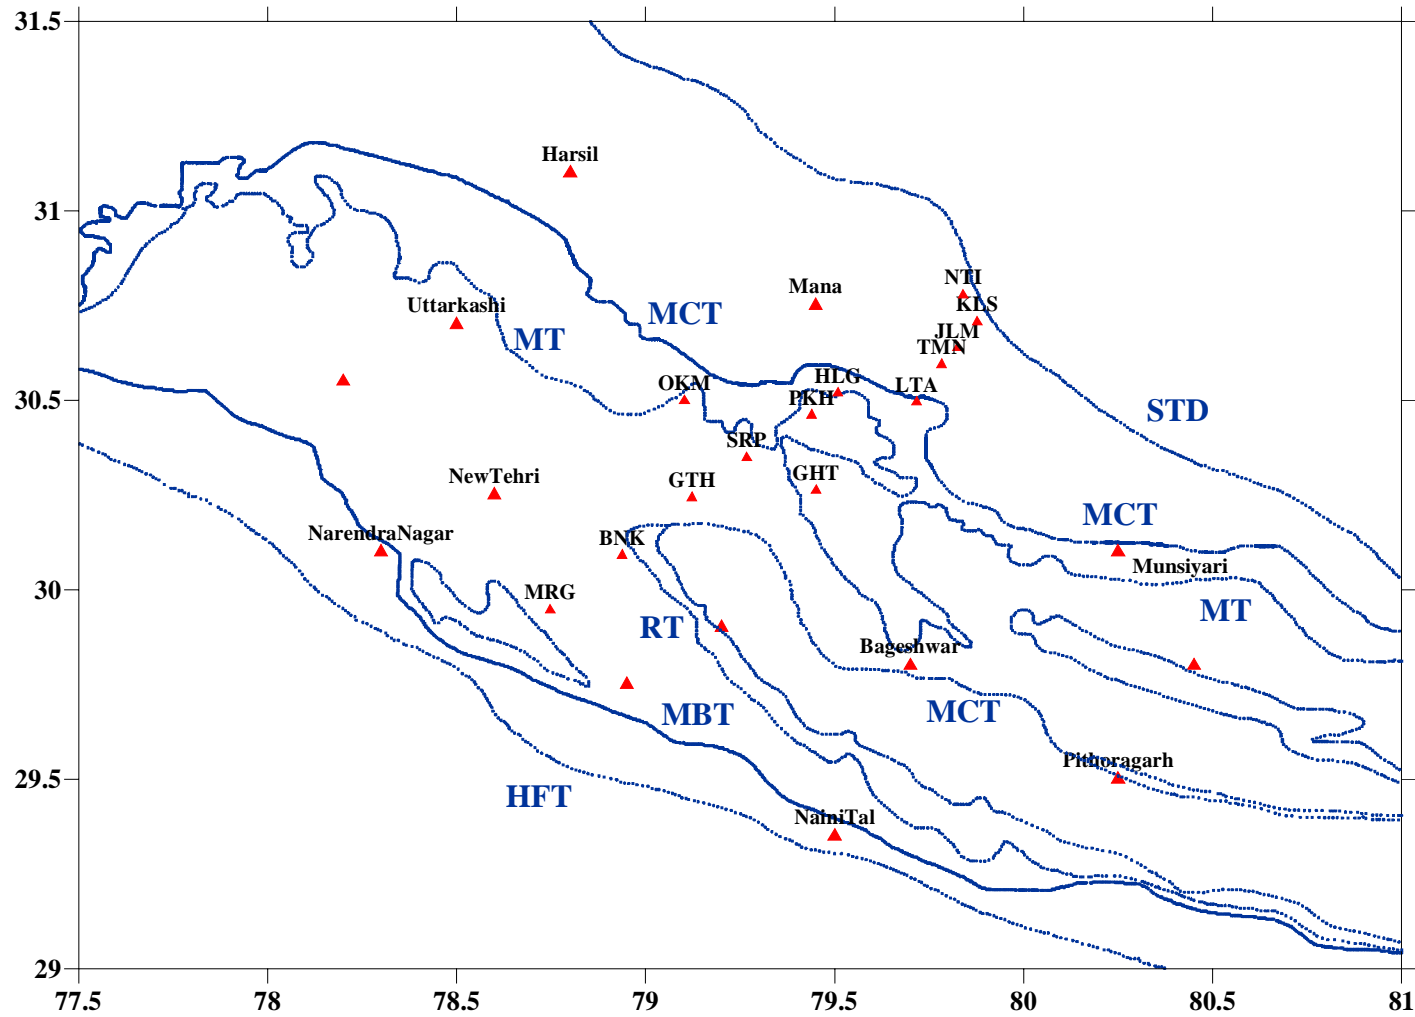 31.5
Harsil
31
NTI
Mana
KLS
Uttarkashi
MCT
JLM
MT
TMN
HLG
OKM
LTA
30.5
PKH
STD
SRP
GHT
NewTehri
GTH
MCT
NarendraNagar
BNK
Munsiyari
30
MRG
MT
RT
Bageshwar
MBT
MCT
Pithoragarh
29.5
HFT
NainiTal
29
77.5 78 78.5 79 79.5 80 80.5 81